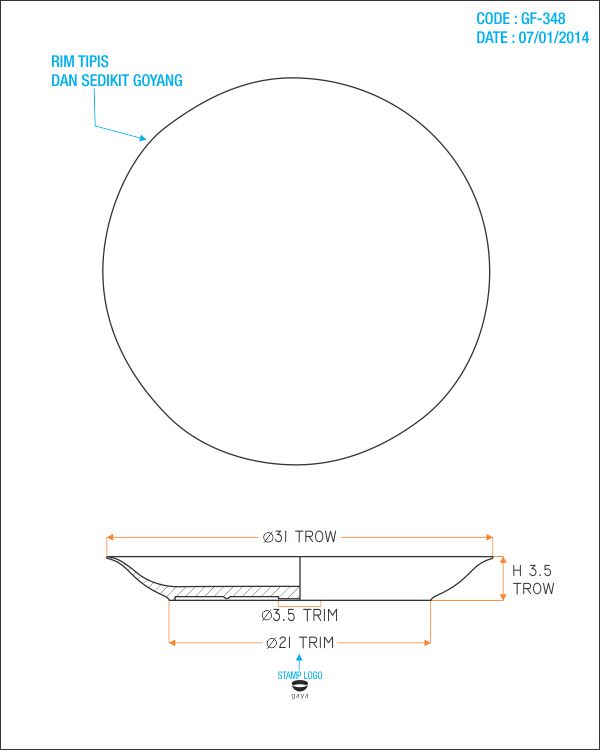 CODE : GF-348
DATE : 07/01/2014
RIM TIPIS
DAN SEDIKIT GOYANG
Ø31 TROW
H 3.5
TROW
Ø3.5 TRIM
Ø21 TRIM
STAMP LOGO
gaya